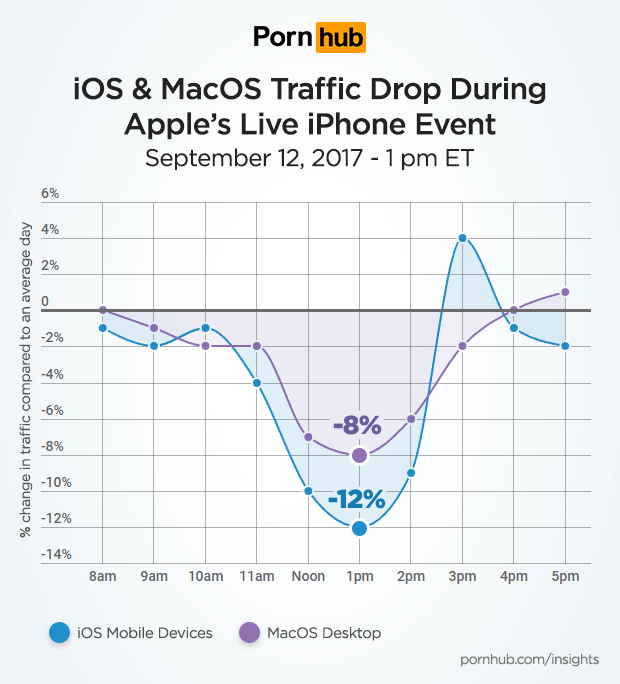 Porn hub
iOS & MacOS Traffic Drop During
Apple's Live iPhone Event
September 12, 2017 - 1 pm ET
% change in traffic compared to an average day
6%
4%
2%
0
-2%
-4%
-6%
-8%
-10%
-12%
-14%
-8%
-12%
8am 9am 10am 11am Noon 1pm 2pm 3pm 4pm 5pm
iOS Mobile Devices MacOS Desktop
pornhub.com/insights